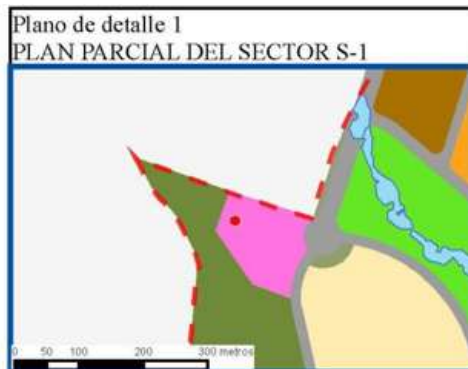 Plano de detalle 1
PLAN PARCIAL DEL SECTOR S-1
0 50 100 200 300 metros